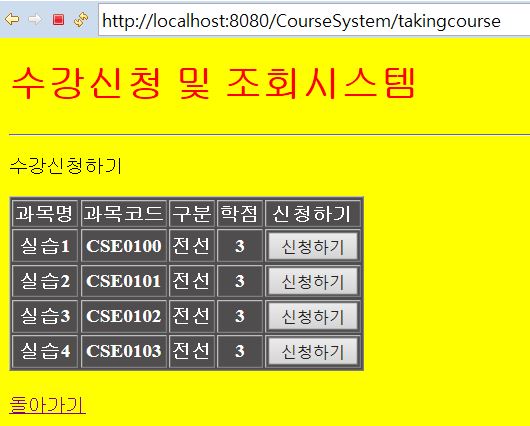 http://localhost:8080/CourseSystem/takingcourse
수강신청 및 조회시스템
수강신청하기
과목명 과목코드 구분 학점 신청하기
실습1 CSE0100 전선 3 신청하기
실습2 CSE0101 전선 3 신청하기
실습3 CSE0102 전선 3 신청하기
실습4 CSE0103 전선 3 신청하기
돌아가기